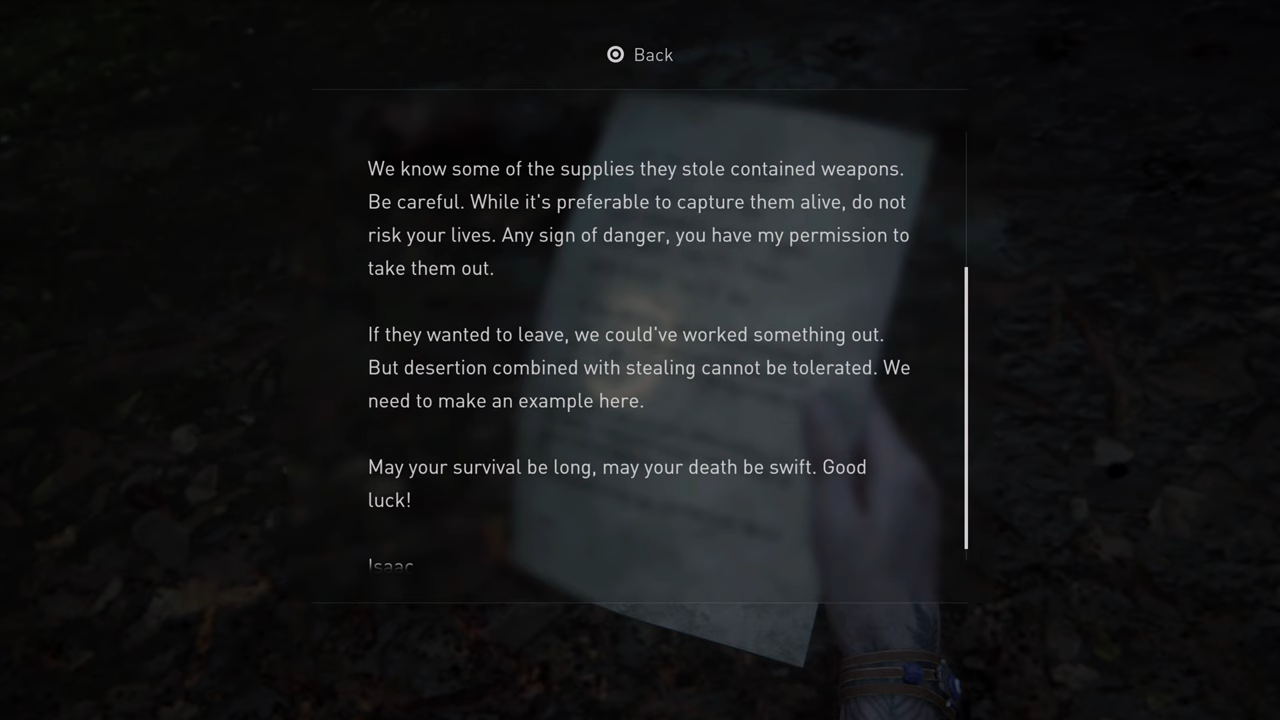 Back
We know some of the supplies they stole contained weapons.
Be careful. While it's preferable to capture them alive, do not
risk your lives. Any sign of danger, you have my permission to
take them out.
If they wanted to leave, we could've worked something out.
But desertion combined with stealing cannot be tolerated. We
need to make an example here.
May your survival be long, may your death be swift. Good
luck!
Isaac